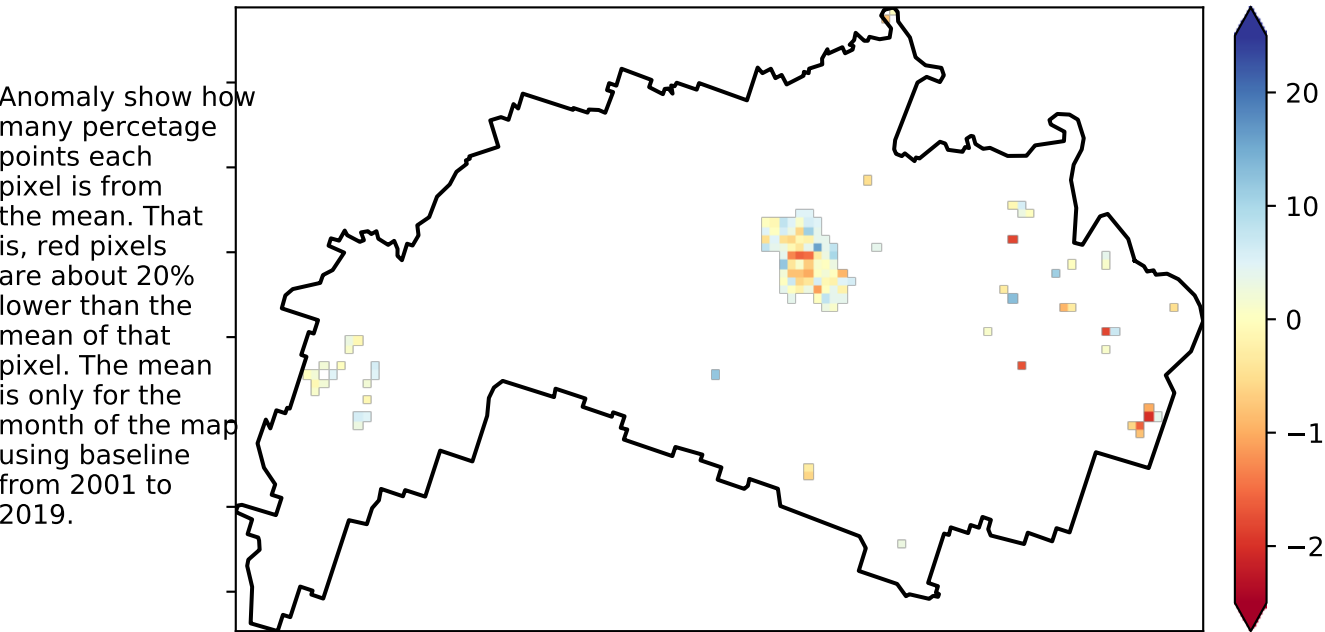 Anomaly show how
many percetage
points each
pixel is from
the mean. That
is, red pixels
are about 20%
lower than the
mean of that
pixel. The mean
is only for the
month of the map
using baseline
from 2001 to
2019.
20
10
0
−1
−2